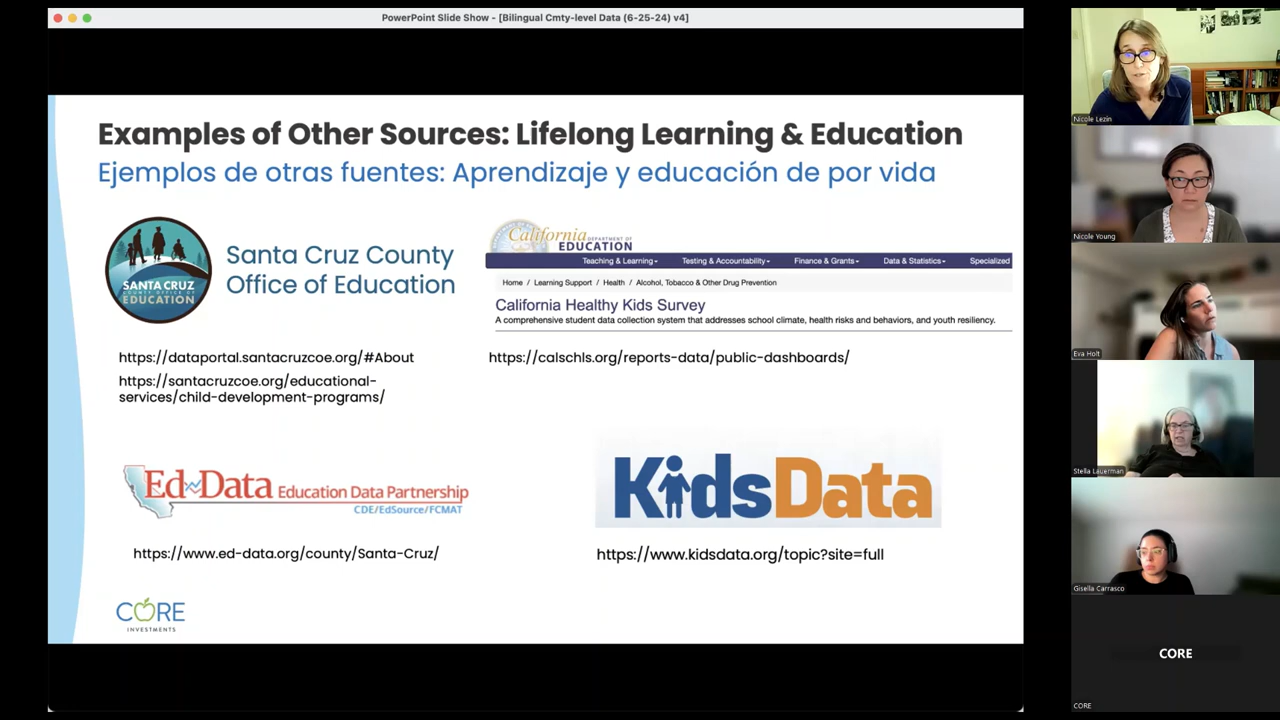 PowerPoint Slide Show - [Bilingual Cmty-level Data (6-25-24) v4]
Examples of Other Sources: Lifelong Learning & Education
Ejemplos de otras fuentes: Aprendizaje y educación de por vida
SANTA CRUZ
COUNTY OFFICE OF
EDUCATION
Santa Cruz County
Office of Education
https://dataportal.santacruzcoe.org/#About
https://santacruzcoe.org/educational-
services/child-development-programs/
California DEPARTMENT OF
EDUCATION
Teaching & Learning Testing & Accountability Finance & Grants Data & Statistics Specialized
Home / Learning Support / Health / Alcohol, Tobacco & Other Drug Prevention
California Healthy Kids Survey
A comprehensive student data collection system that addresses school climate, health risks and behaviors, and youth resiliency.
https://calschls.org/reports-data/public-dashboards/
Ed-Data Education Data Partnership
CDE/EdSource/FCMAT
https://www.ed-data.org/county/Santa-Cruz/
KidsData
https://www.kidsdata.org/topic?site=full
CORE
INVESTMENTS
Nicole Lezin
Nicole Young
Eva Holt
Stella Lauerman
Gisella Carrasco
CORE
CORE